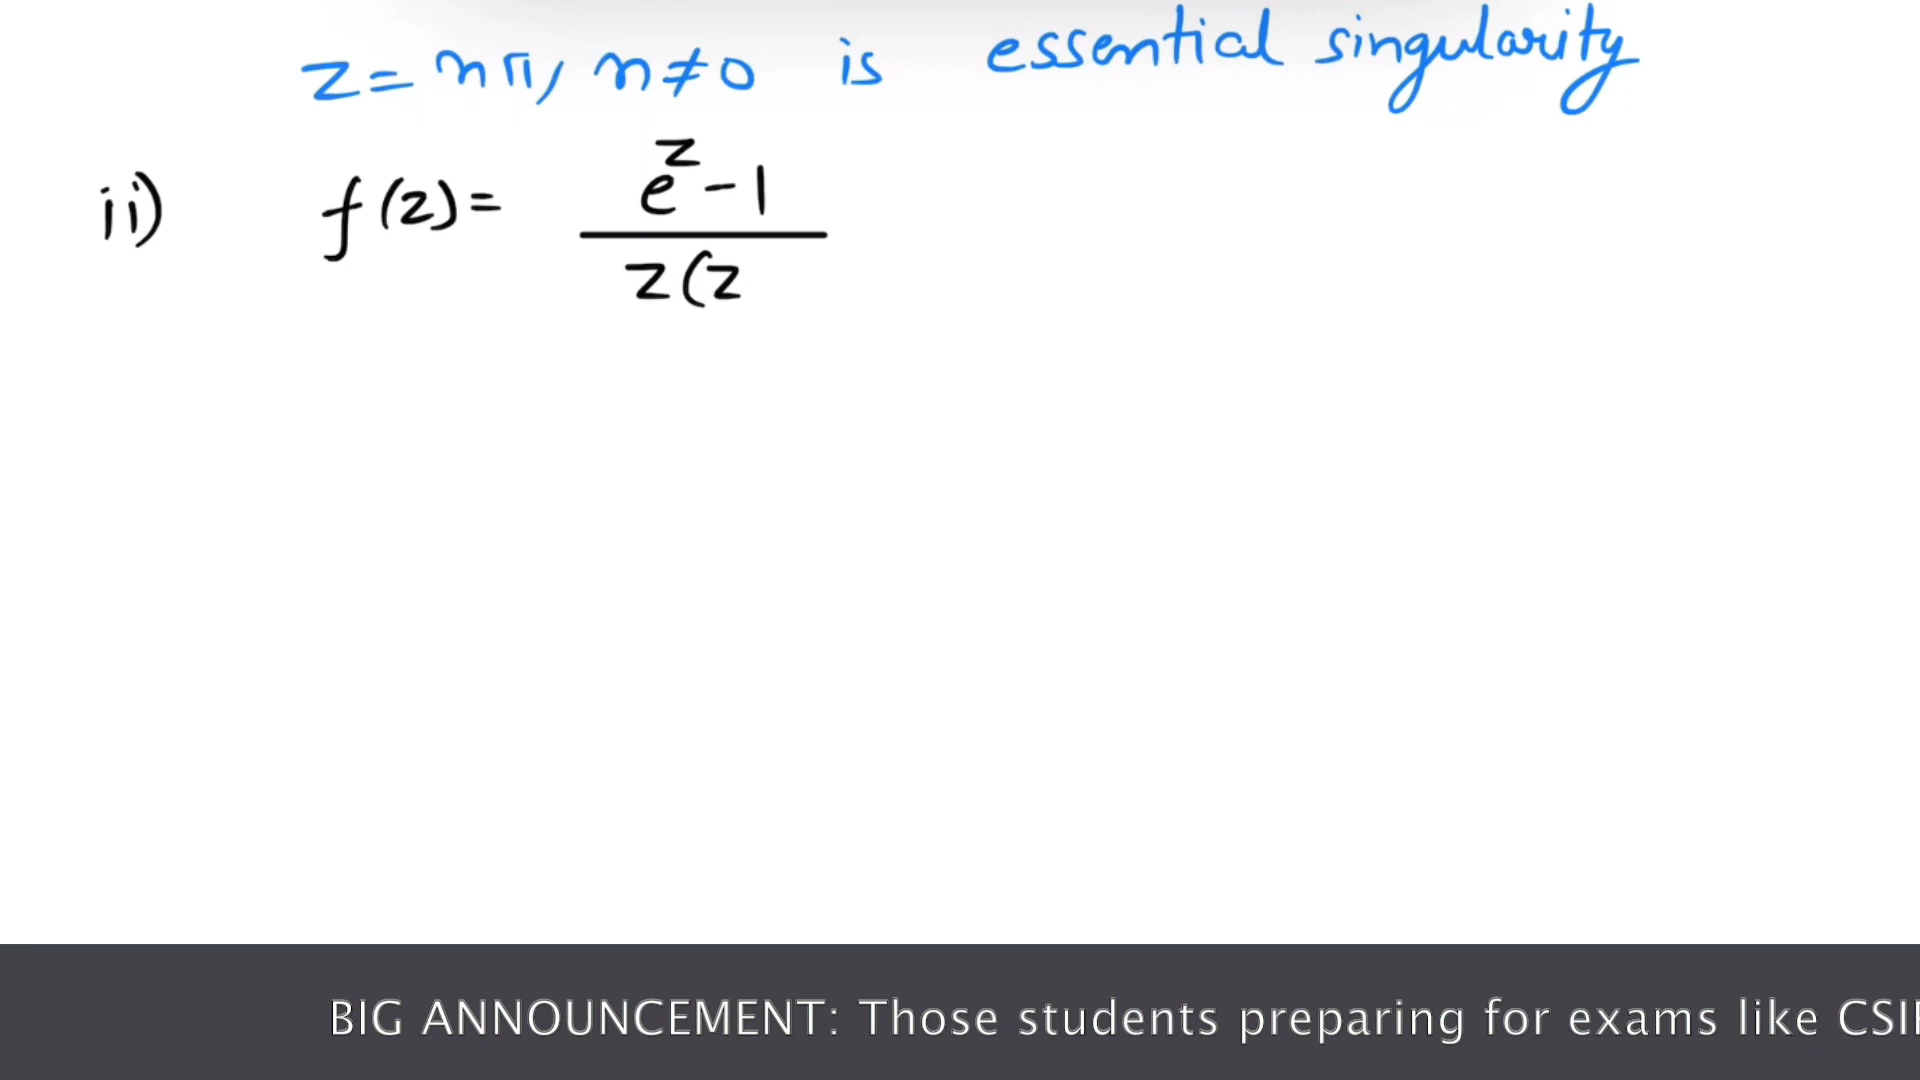 z = nπ, n ≠ 0 is essential singularity
ii) f(z) = e^z - 1
z(z
BIG ANNOUNCEMENT: Those students preparing for exams like CSI